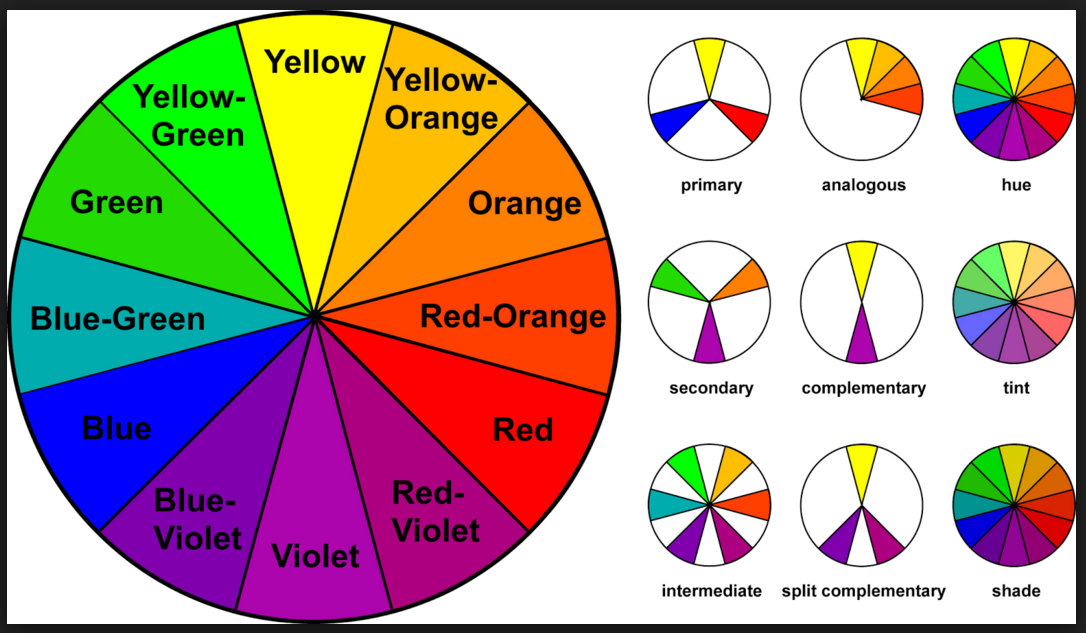 Yellow
Yellow-
Orange
Orange
Red-Orange
Red
Red-
Violet
Violet
Blue-
Violet
Blue
Blue-Green
Green
Yellow-
Green
primary
analogous
hue
secondary
complementary
tint
intermediate
split complementary
shade